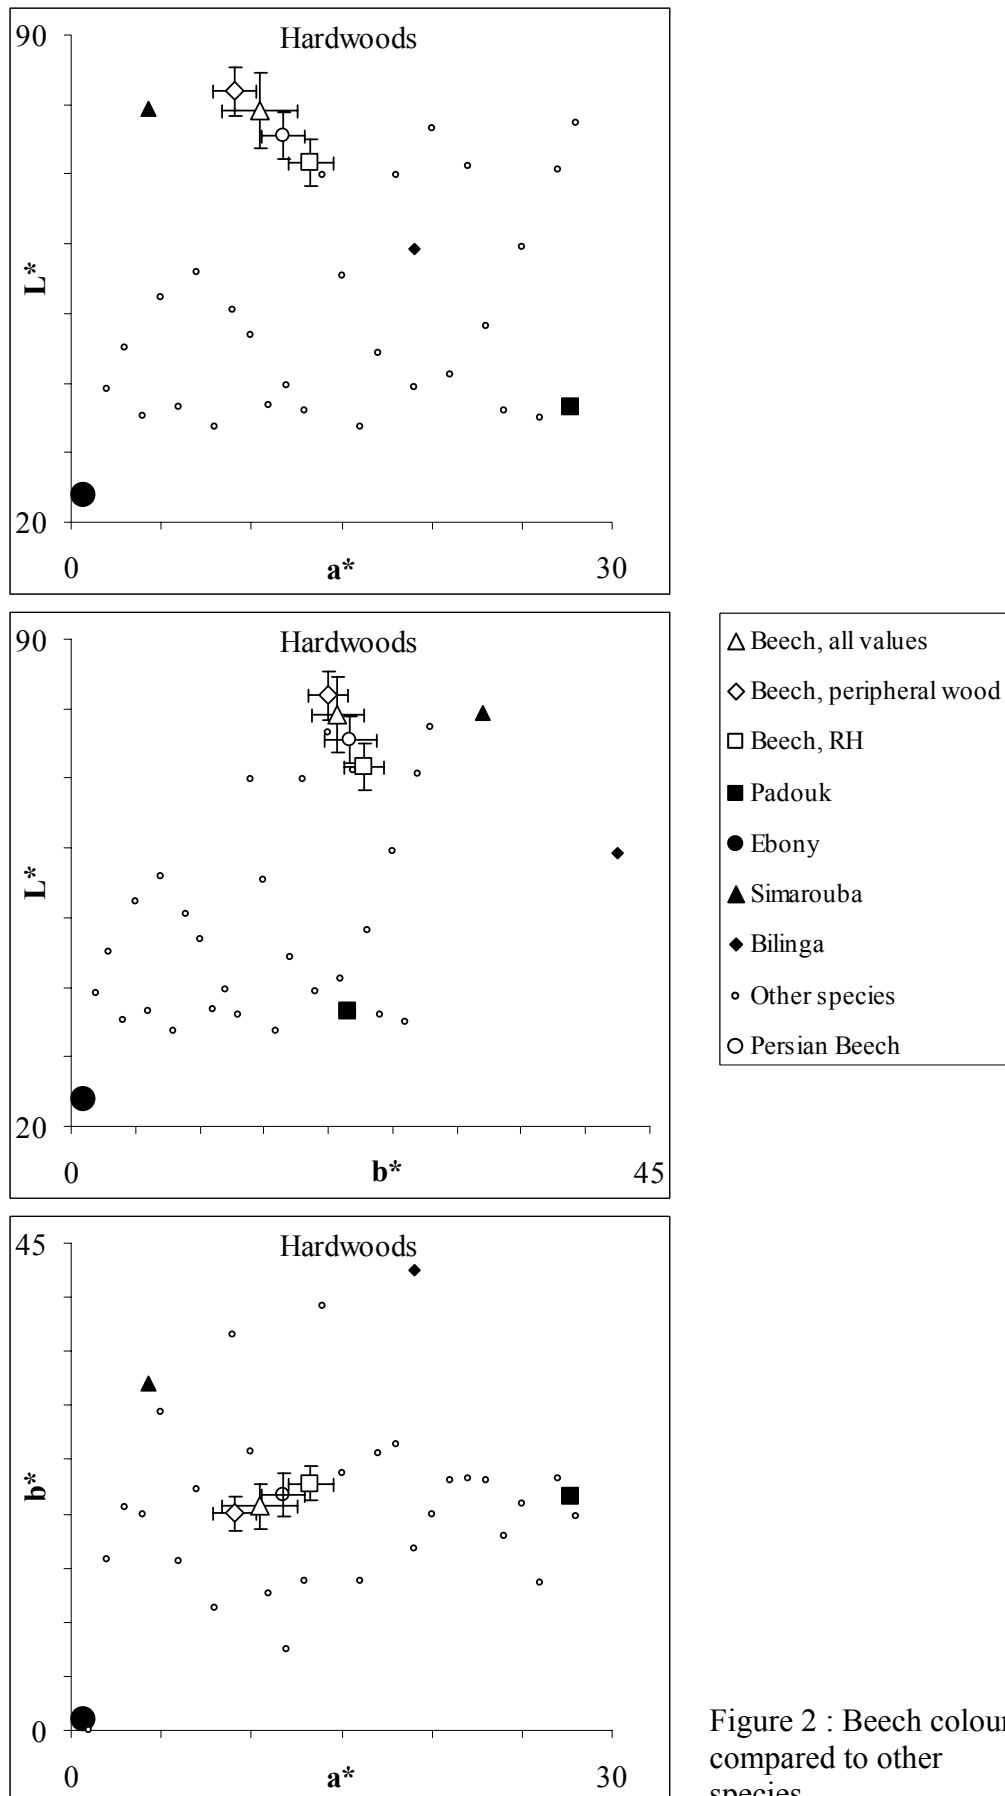 Hardwoods
90
L*
20
0
a*
30
Hardwoods
90
L*
20
0
b*
45
Beech, all values
Beech, peripheral wood
Beech, RH
Padouk
Ebony
Simarouba
Bilinga
Other species
Persian Beech
Hardwoods
45
b*
0
0
a*
30
Figure 2 : Beech colour
compared to other
species